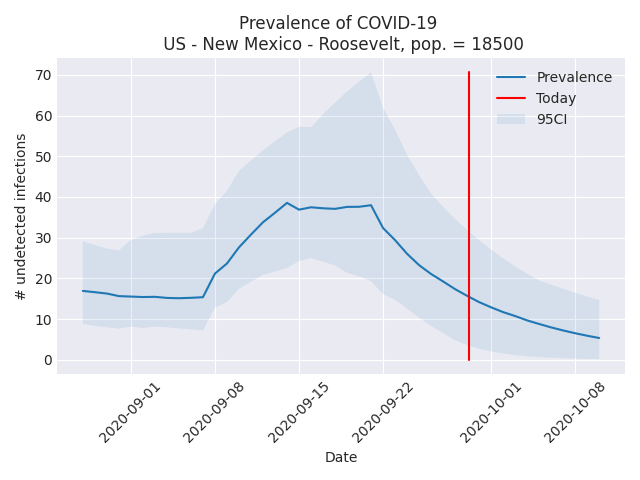 Prevalence of COVID-19
US - New Mexico - Roosevelt, pop. = 18500
# undetected infections
70
60
50
40
30
20
10
0
Prevalence
Today
95CI
2020-09-01
2020-09-08
2020-09-15
2020-09-22
2020-10-01
2020-10-08
Date